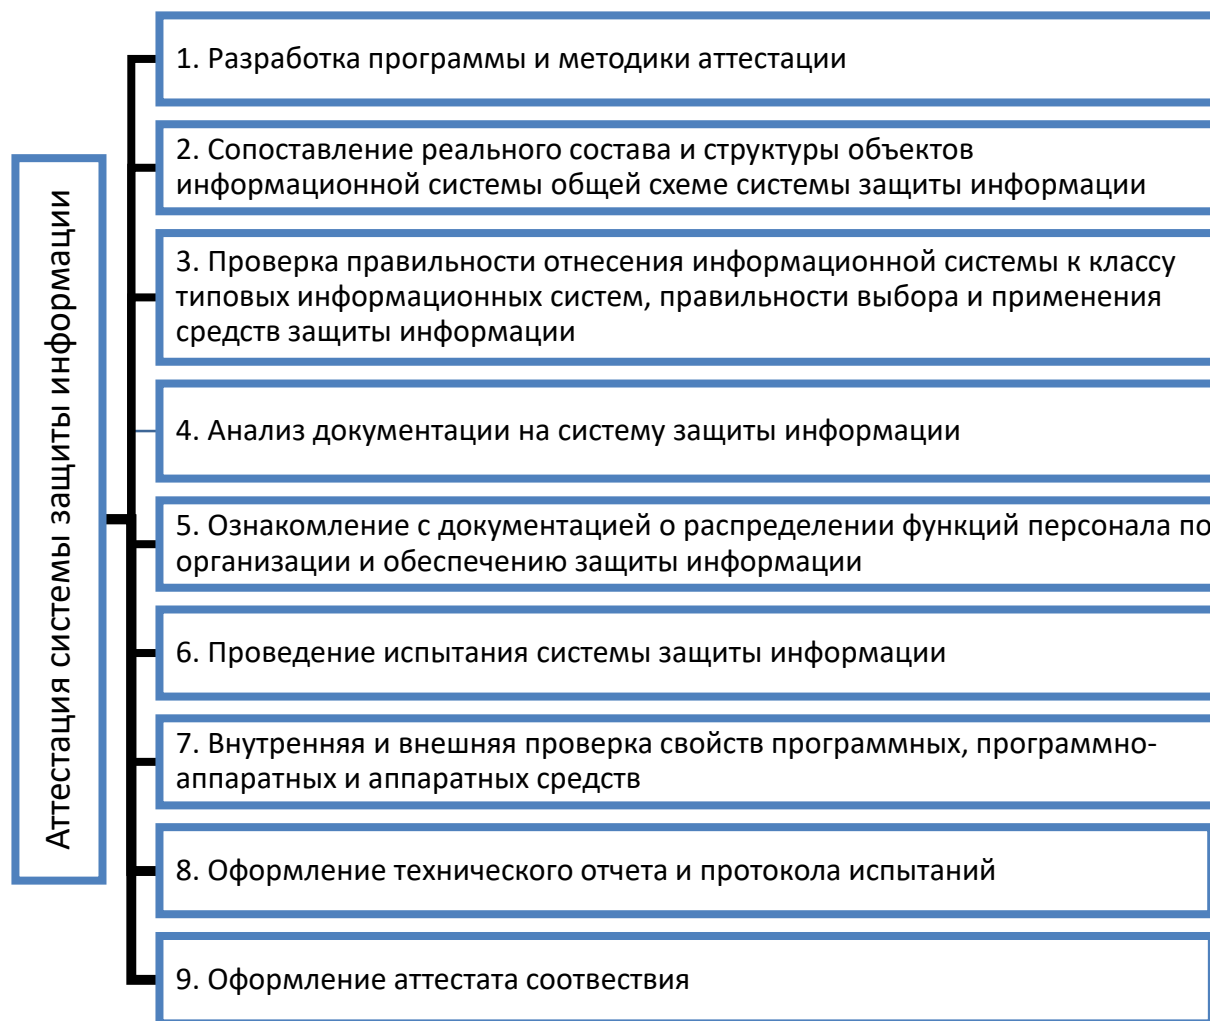 Аттестация системы защиты информации
1. Разработка программы и методики аттестации
2. Сопоставление реального состава и структуры объектов
информационной системы общей схеме системы защиты информации
3. Проверка правильности отнесения информационной системы к классу
типовых информационных систем, правильности выбора и применения
средств защиты информации
4. Анализ документации на систему защиты информации
5. Ознакомление с документацией о распределении функций персонала по
организации и обеспечению защиты информации
6. Проведение испытания системы защиты информации
7. Внутренняя и внешняя проверка свойств программных, программно-
аппаратных и аппаратных средств
8. Оформление технического отчета и протокола испытаний
9. Оформление аттестата соотвествия